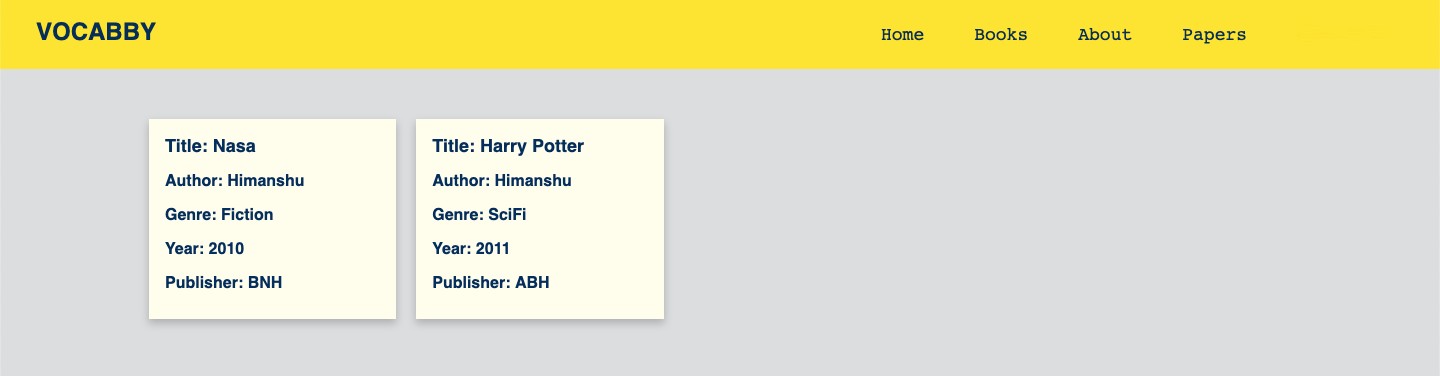 VOCABBY
Home Books About Papers
Title: Nasa
Author: Himanshu
Genre: Fiction
Year: 2010
Publisher: BNH
Title: Harry Potter
Author: Himanshu
Genre: SciFi
Year: 2011
Publisher: ABH